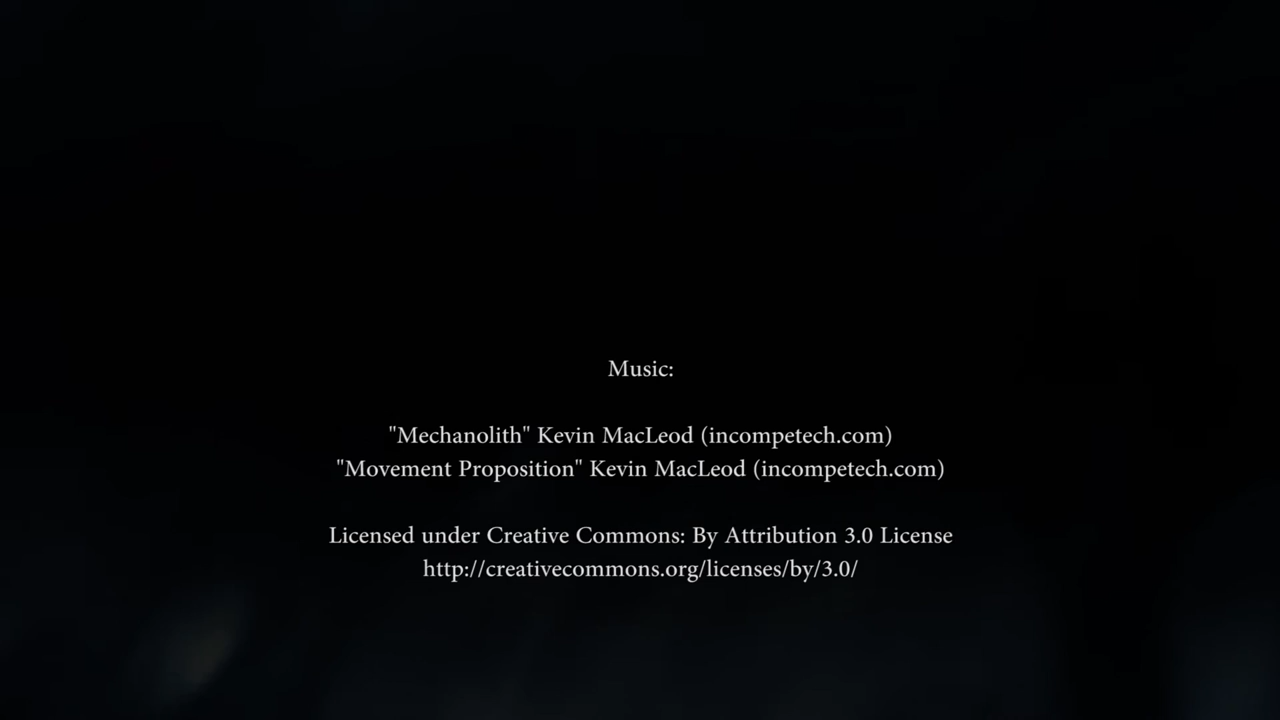 Music:
"Mechanolith" Kevin MacLeod (incompetech.com)
"Movement Proposition" Kevin MacLeod (incompetech.com)
Licensed under Creative Commons: By Attribution 3.0 License
http://creativecommons.org/licenses/by/3.0/